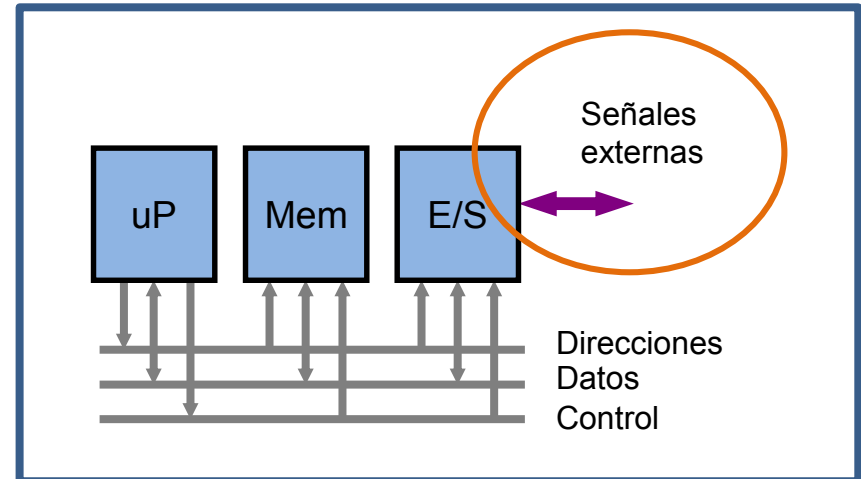 Señales
externas
uP
Mem
E/S
Direcciones
Datos
Control